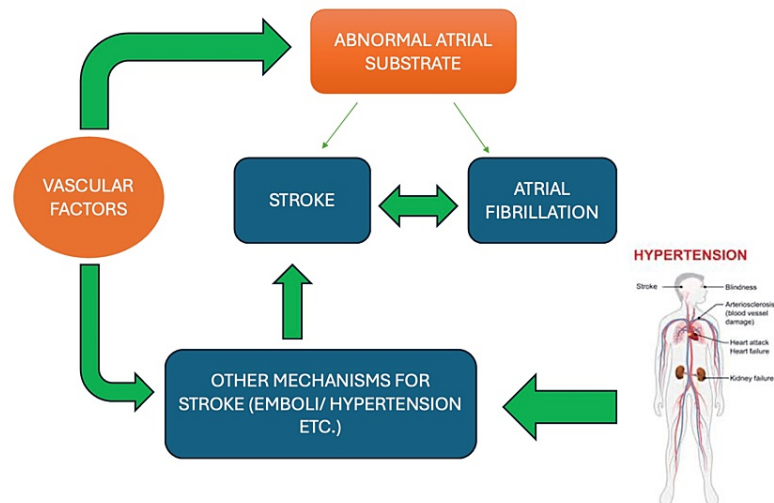 ABNORMAL ATRIAL
SUBSTRATE
VASCULAR
FACTORS
STROKE
ATRIAL
FIBRILLATION
OTHER MECHANISMS FOR
STROKE (EMBOLI/ HYPERTENSION
ETC.)
HYPERTENSION
Stroke
Blindness
Arteriosclerosis
(blood vessel
damage)
Heart attack
Heart failure
Kidney failure